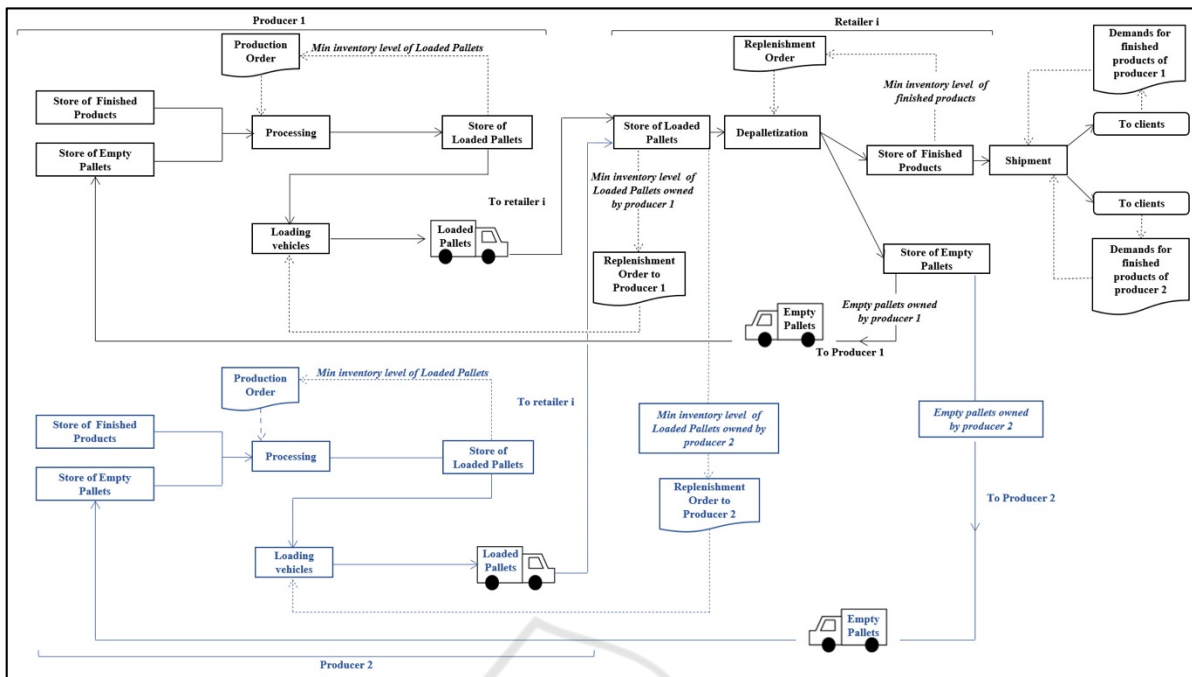 Producer 1
Retailer i
Production
Order
Min inventory level of Loaded Pallets
Store of Finished
Products
Store of Empty
Pallets
Processing
Store of
Loaded Pallets
Loading
vehicles
Loaded
Pallets
To retailer i
Replenishment
Order
Min inventory level of
finished products
Store of Loaded
Pallets
Depalletization
Store of Finished
Products
Shipment
Demands for
finished
products of
producer 1
To clients
To clients
Demands for
finished
products of
producer 2
Min inventory level of
Loaded Pallets owned
by producer 1
Replenishment
Order to
Producer 1
Store of Empty
Pallets
Empty pallets owned
by producer 1
Empty
Pallets
To Producer 1
Production
Order
Min inventory level of Loaded Pallets
Store of Finished
Products
Store of Empty
Pallets
Processing
Store of
Loaded Pallets
To retailer i
Loading
vehicles
Loaded
Pallets
Min inventory level of
Loaded Pallets owned by
producer 2
Replenishment
Order to
Producer 2
Empty pallets owned
by producer 2
To Producer 2
Empty
Pallets
Producer 2